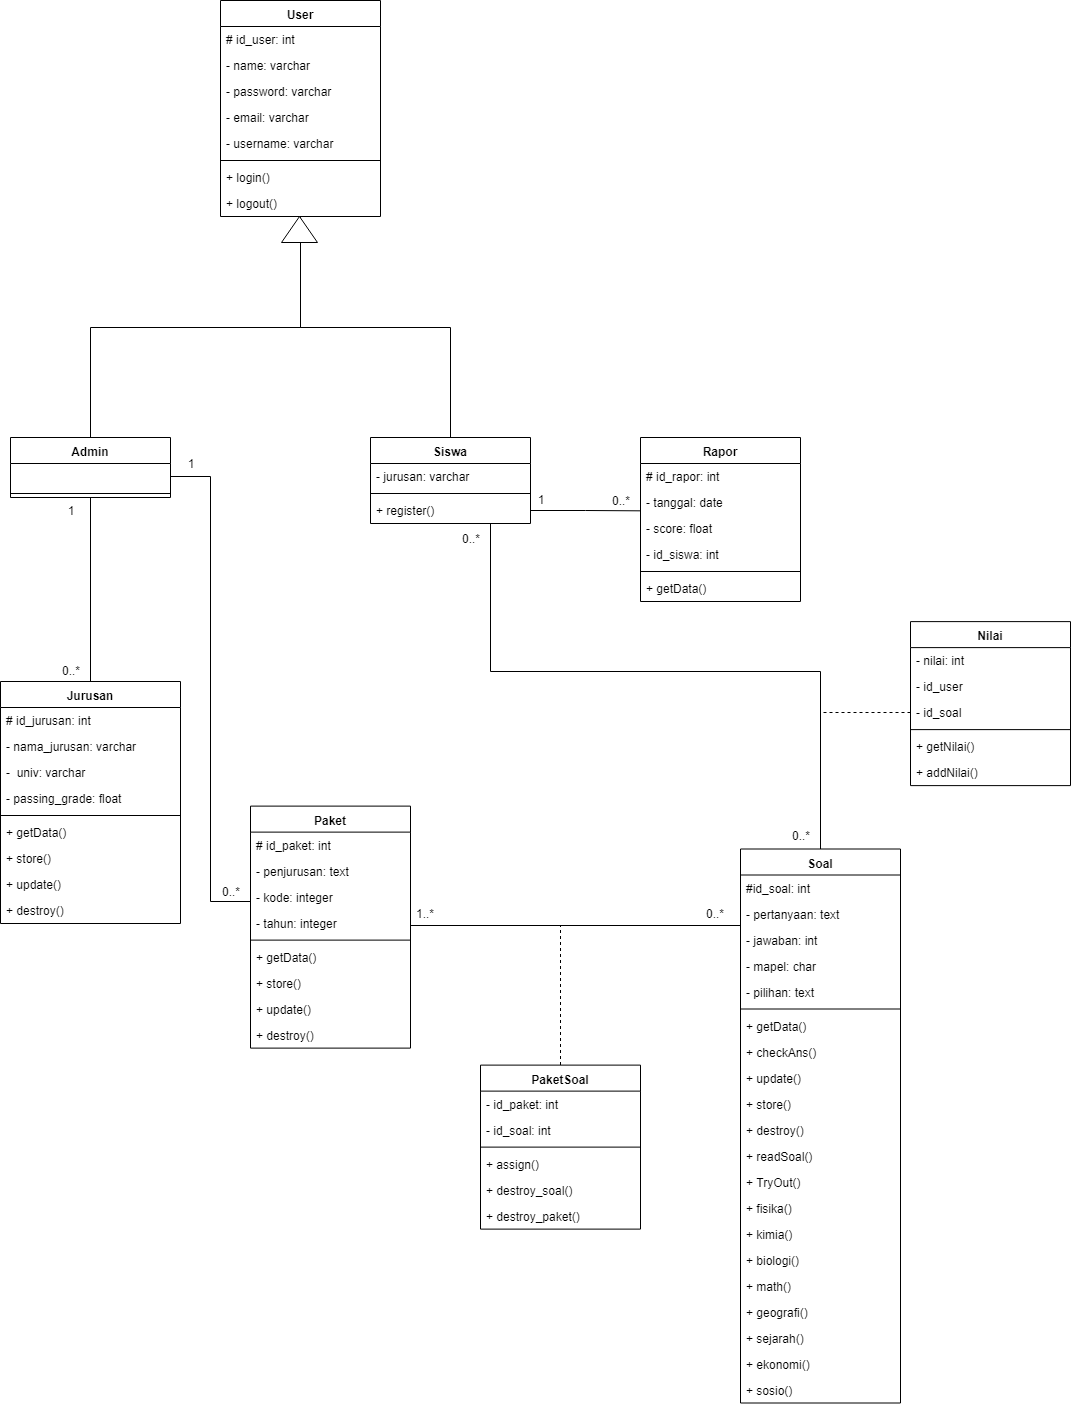 User
# id_user: int
- name: varchar
- password: varchar
- email: varchar
- username: varchar
+ login()
+ logout()
Admin
1
1
0..*
Siswa
- jurusan: varchar
+ register()
1
0..*
0..*
Rapor
# id_rapor: int
- tanggal: date
- score: float
- id_siswa: int
+ getData()
Nilai
- nilai: int
- id_user
- id_soal
+ getNilai()
+ addNilai()
Jurusan
# id_jurusan: int
- nama_jurusan: varchar
-  univ: varchar
- passing_grade: float
+ getData()
+ store()
+ update()
+ destroy()
0..*
Paket
# id_paket: int
- penjurusan: text
- kode: integer
- tahun: integer
+ getData()
+ store()
+ update()
+ destroy()
1..*
0..*
0..*
Soal
#id_soal: int
- pertanyaan: text
- jawaban: int
- mapel: char
- pilihan: text
+ getData()
+ checkAns()
+ update()
+ store()
+ destroy()
+ readSoal()
+ TryOut()
+ fisika()
+ kimia()
+ biologi()
+ math()
+ geografi()
+ sejarah()
+ ekonomi()
+ sosio()
PaketSoal
- id_paket: int
- id_soal: int
+ assign()
+ destroy_soal()
+ destroy_paket()